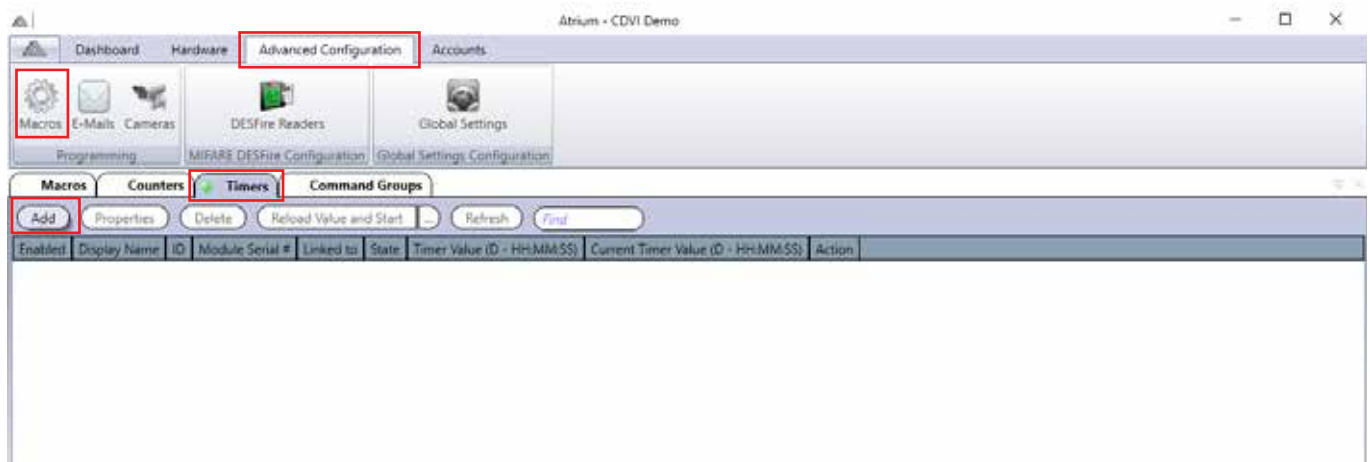 Atrium - CDVI Demo
Dashboard Hardware Advanced Configuration Accounts
Macros E-Mails Cameras DESFire Readers Global Settings
Programming MIFARE DESFire Configuration Global Settings Configuration
Macros Counters Timers Command Groups
Add Properties Delete Reload Value and Start ... Refresh Find
Enabled Display Name ID Module Serial # Linked to State Timer Value (D - HH:MM:SS) Current Timer Value (D - HH:MM:SS) Action